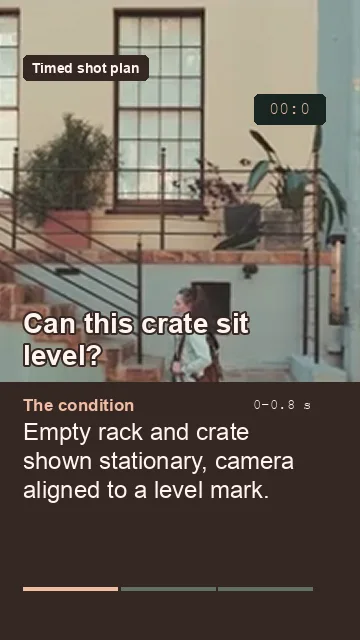 Timed shot plan
00:0
Can this crate sit
level?
The condition
0–0.8 s
Empty rack and crate
shown stationary, camera
aligned to a level mark.